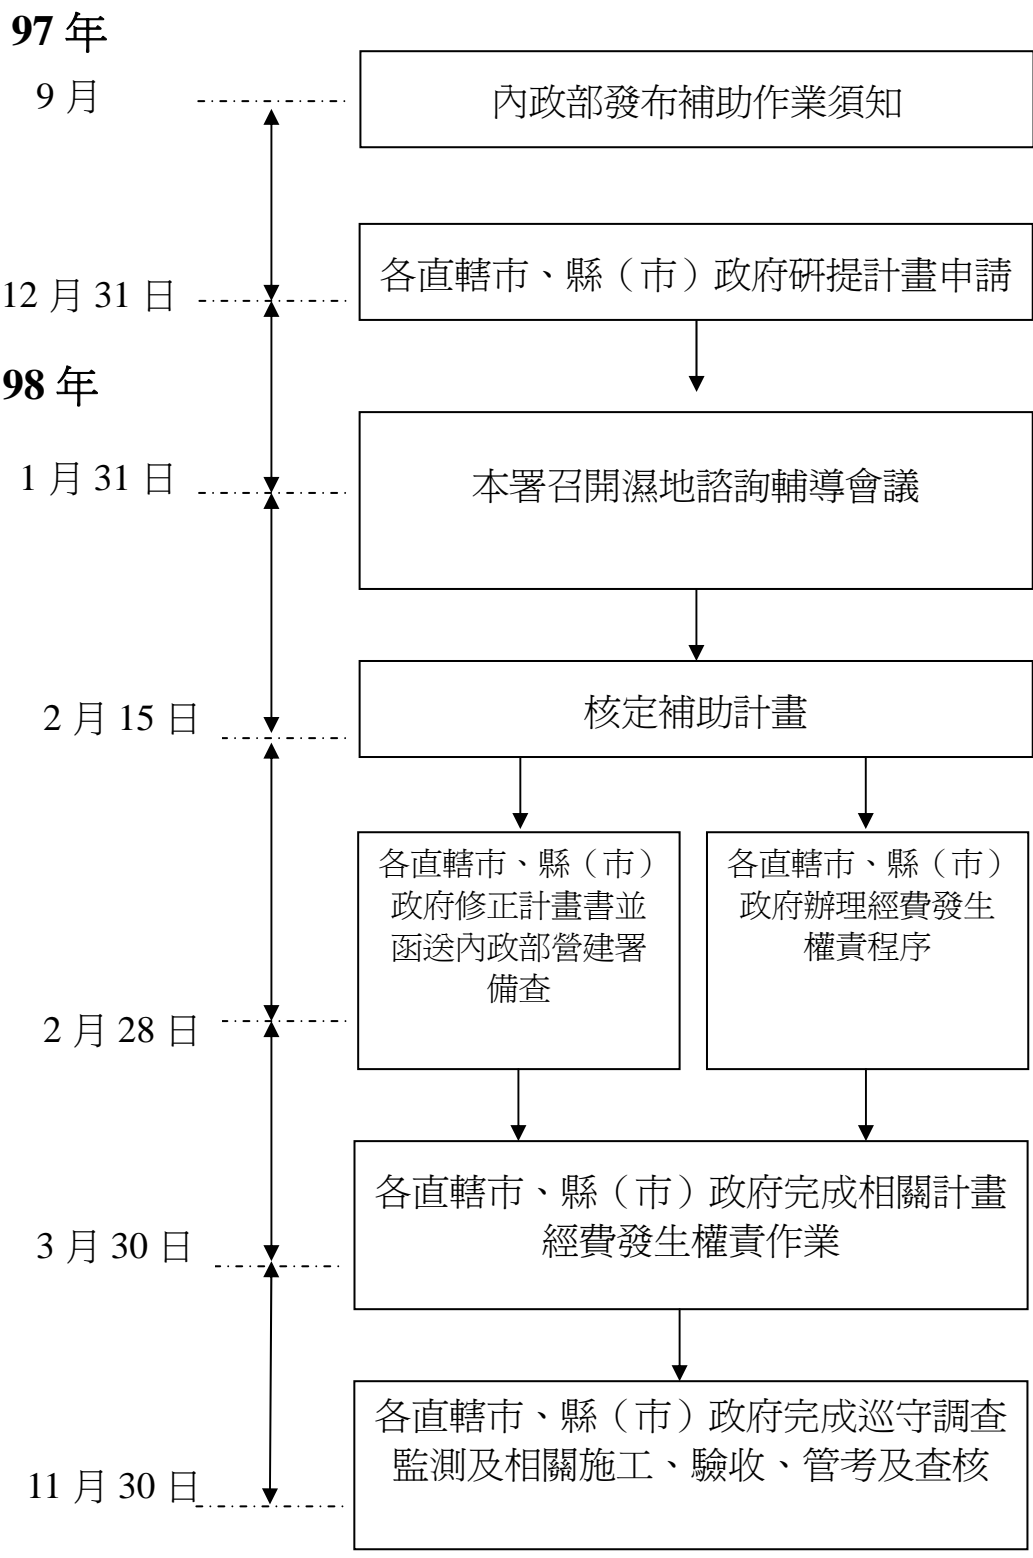 97 年
9 月
內政部發布補助作業須知
各直轄市、縣（市）政府研提計畫申請
12 月 31 日
98 年
1 月 31 日
本署召開濕地諮詢輔導會議
2 月 15 日
核定補助計畫
各直轄市、縣（市）
政府修正計畫書並
函送內政部營建署
備查
各直轄市、縣（市）
政府辦理經費發生
權責程序
2 月 28 日
各直轄市、縣（市）政府完成相關計畫
經費發生權責作業
3 月 30 日
各直轄市、縣（市）政府完成巡守調查
監測及相關施工、驗收、管考及查核
11 月 30 日